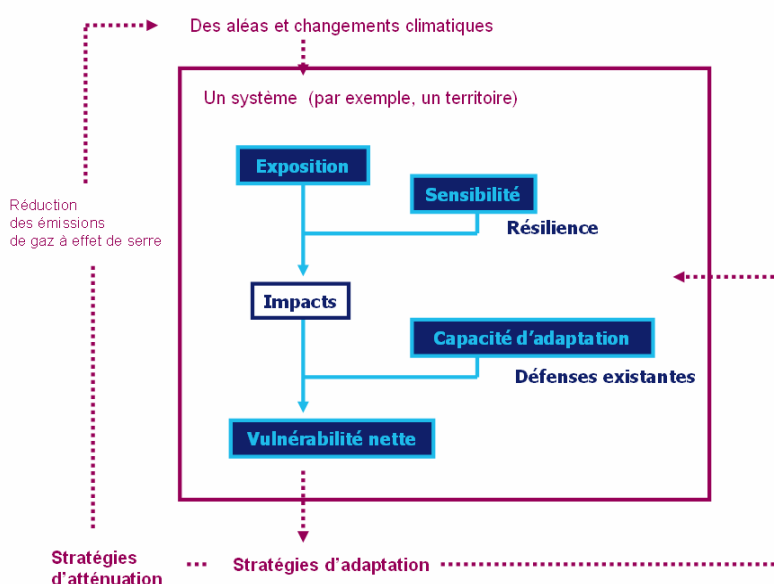 Des aléas et changements climatiques
Un système (par exemple, un territoire)
Exposition
Sensibilité
Résilience
Réduction
des émissions
de gaz à effet de serre
Impacts
Capacité d'adaptation
Défenses existantes
Vulnérabilité nette
Stratégies
d'atténuation
Stratégies d'adaptation